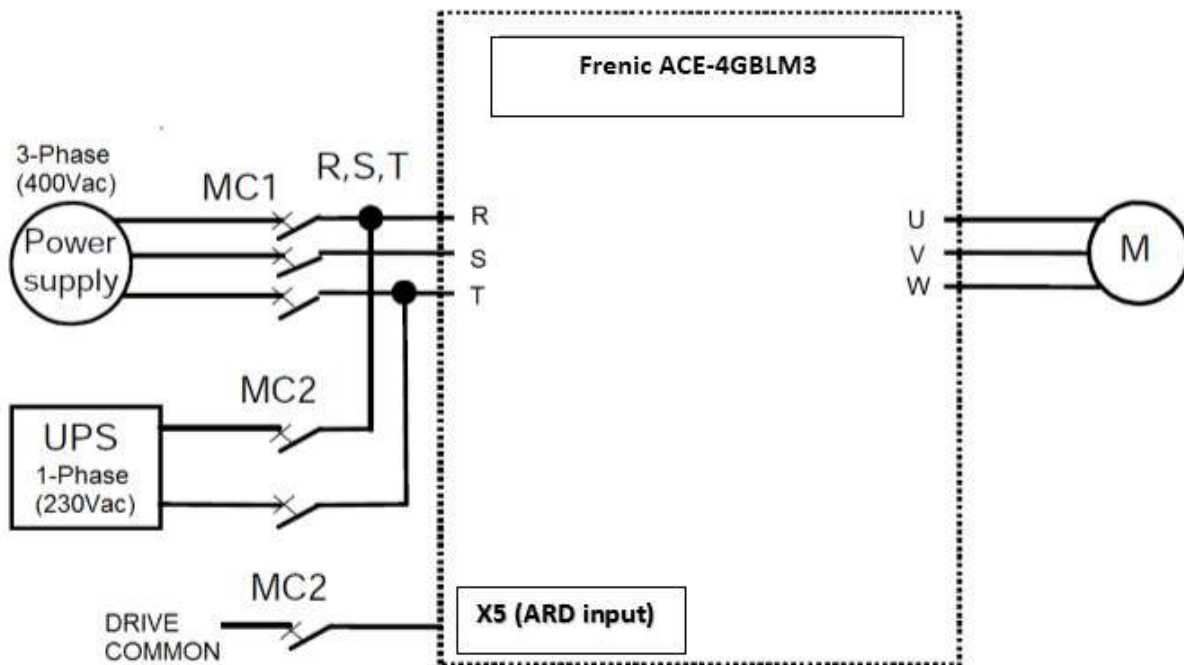 Frenic ACE-4GBLM3
3-Phase
(400Vac)
MC1
R,S,T
Power
supply
R
S
T
U
V
W
M
MC2
UPS
1-Phase
(230Vac)
MC2
DRIVE
COMMON
X5 (ARD input)